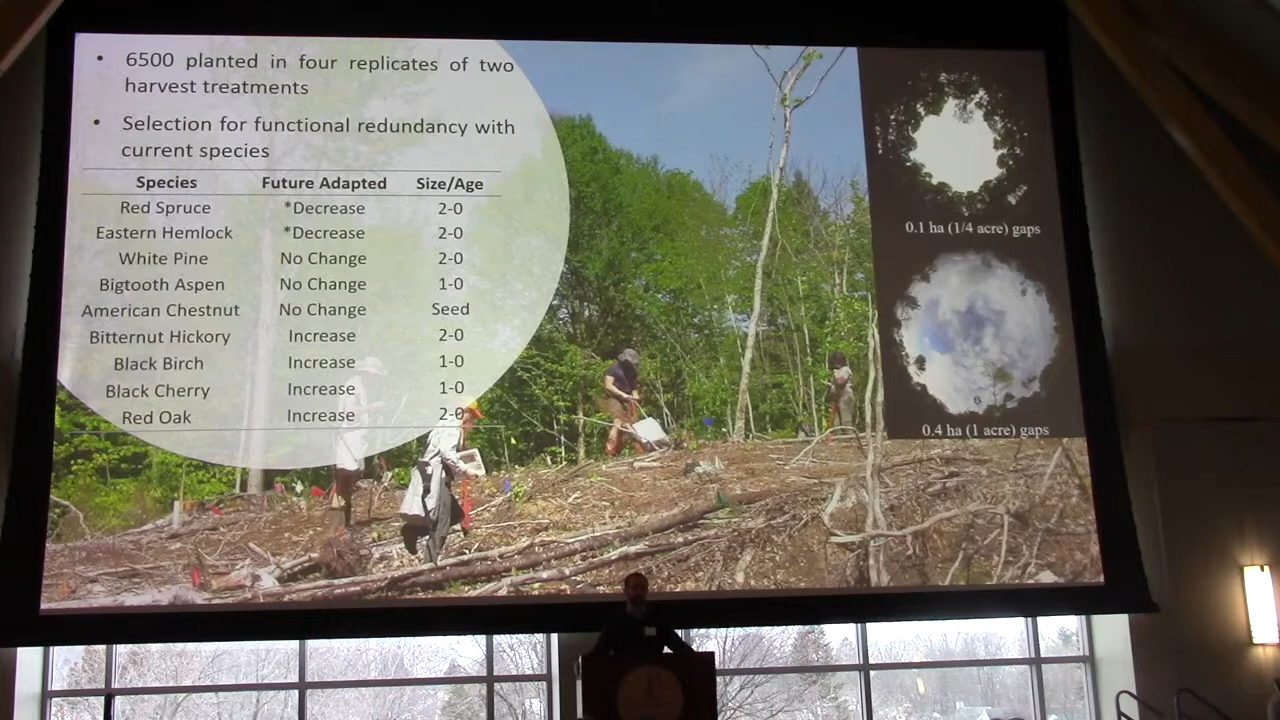 • 6500 planted in four replicates of two
harvest treatments
• Selection for functional redundancy with
current species
Species Future Adapted Size/Age
Red Spruce *Decrease 2-0
Eastern Hemlock *Decrease 2-0
White Pine No Change 2-0
Bigtooth Aspen No Change 1-0
American Chestnut No Change Seed
Bitternut Hickory Increase 2-0
Black Birch Increase 1-0
Black Cherry Increase 1-0
Red Oak Increase 2-0
0.1 ha (1/4 acre) gaps
0.4 ha (1 acre) gaps